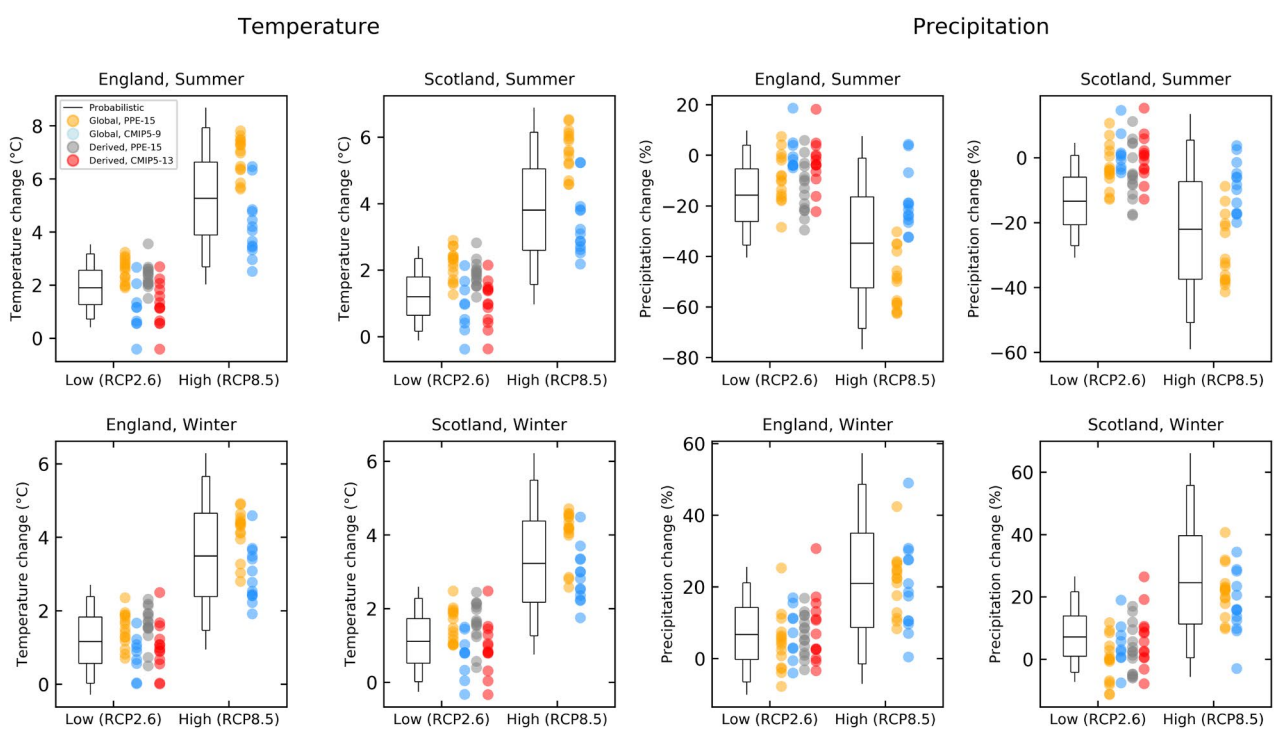 Temperature
Precipitation
England, Summer
Scotland, Summer
England, Summer
Scotland, Summer
Temperature change (°C)
8
6
4
2
0
Probabilistic
Global, PPE-15
Global, CMIP5-9
Derived, PPE-15
Derived, CMIP5-13
Low (RCP2.6) High (RCP8.5)
Temperature change (°C)
6
4
2
0
Low (RCP2.6) High (RCP8.5)
Precipitation change (%)
20
0
−20
−40
−60
−80
Low (RCP2.6) High (RCP8.5)
Precipitation change (%)
0
−20
−40
−60
Low (RCP2.6) High (RCP8.5)
England, Winter
Scotland, Winter
England, Winter
Scotland, Winter
Temperature change (°C)
6
4
2
0
Low (RCP2.6) High (RCP8.5)
Temperature change (°C)
6
4
2
0
Low (RCP2.6) High (RCP8.5)
Precipitation change (%)
60
40
20
0
Low (RCP2.6) High (RCP8.5)
Precipitation change (%)
60
40
20
0
Low (RCP2.6) High (RCP8.5)